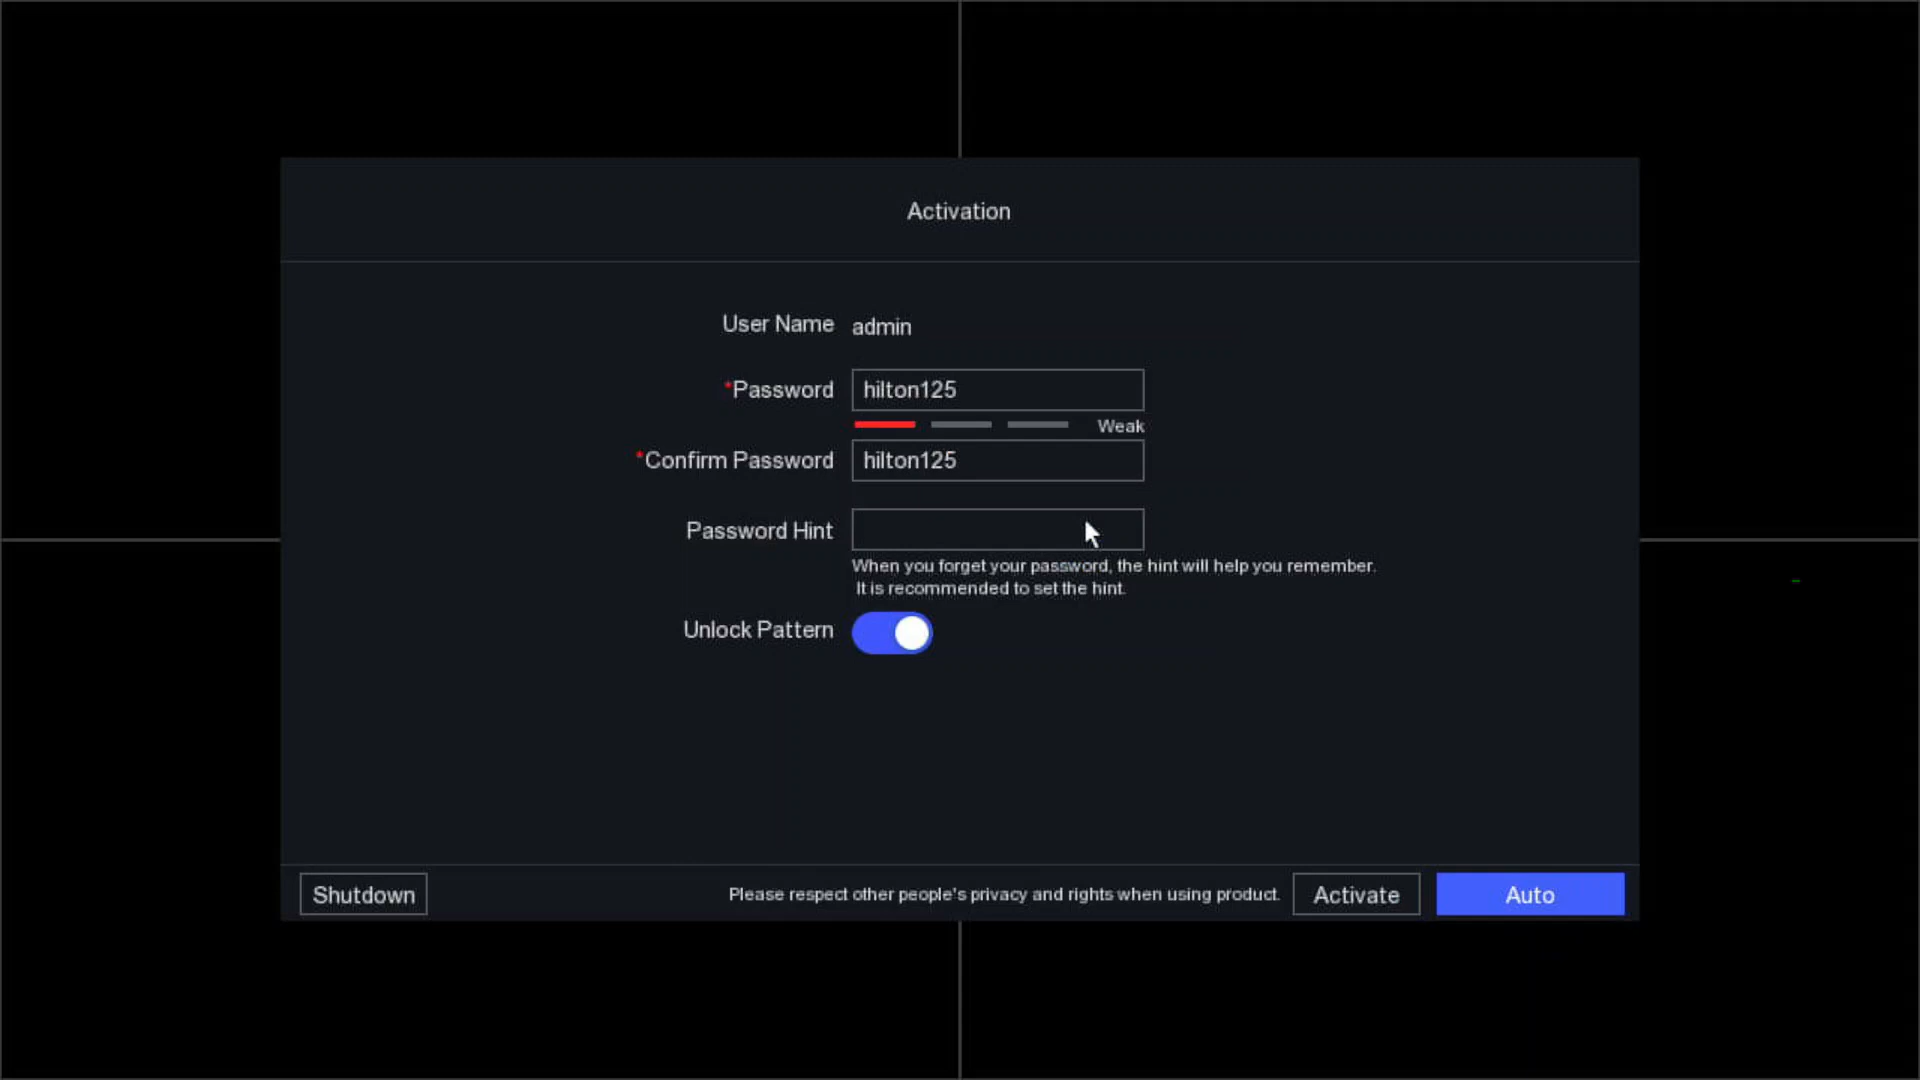 Activation
User Name admin
*Password hilton125
Weak
*Confirm Password hilton125
Password Hint
When you forget your password, the hint will help you remember.
It is recommended to set the hint.
Unlock Pattern
Shutdown Please respect other people's privacy and rights when using product. Activate Auto